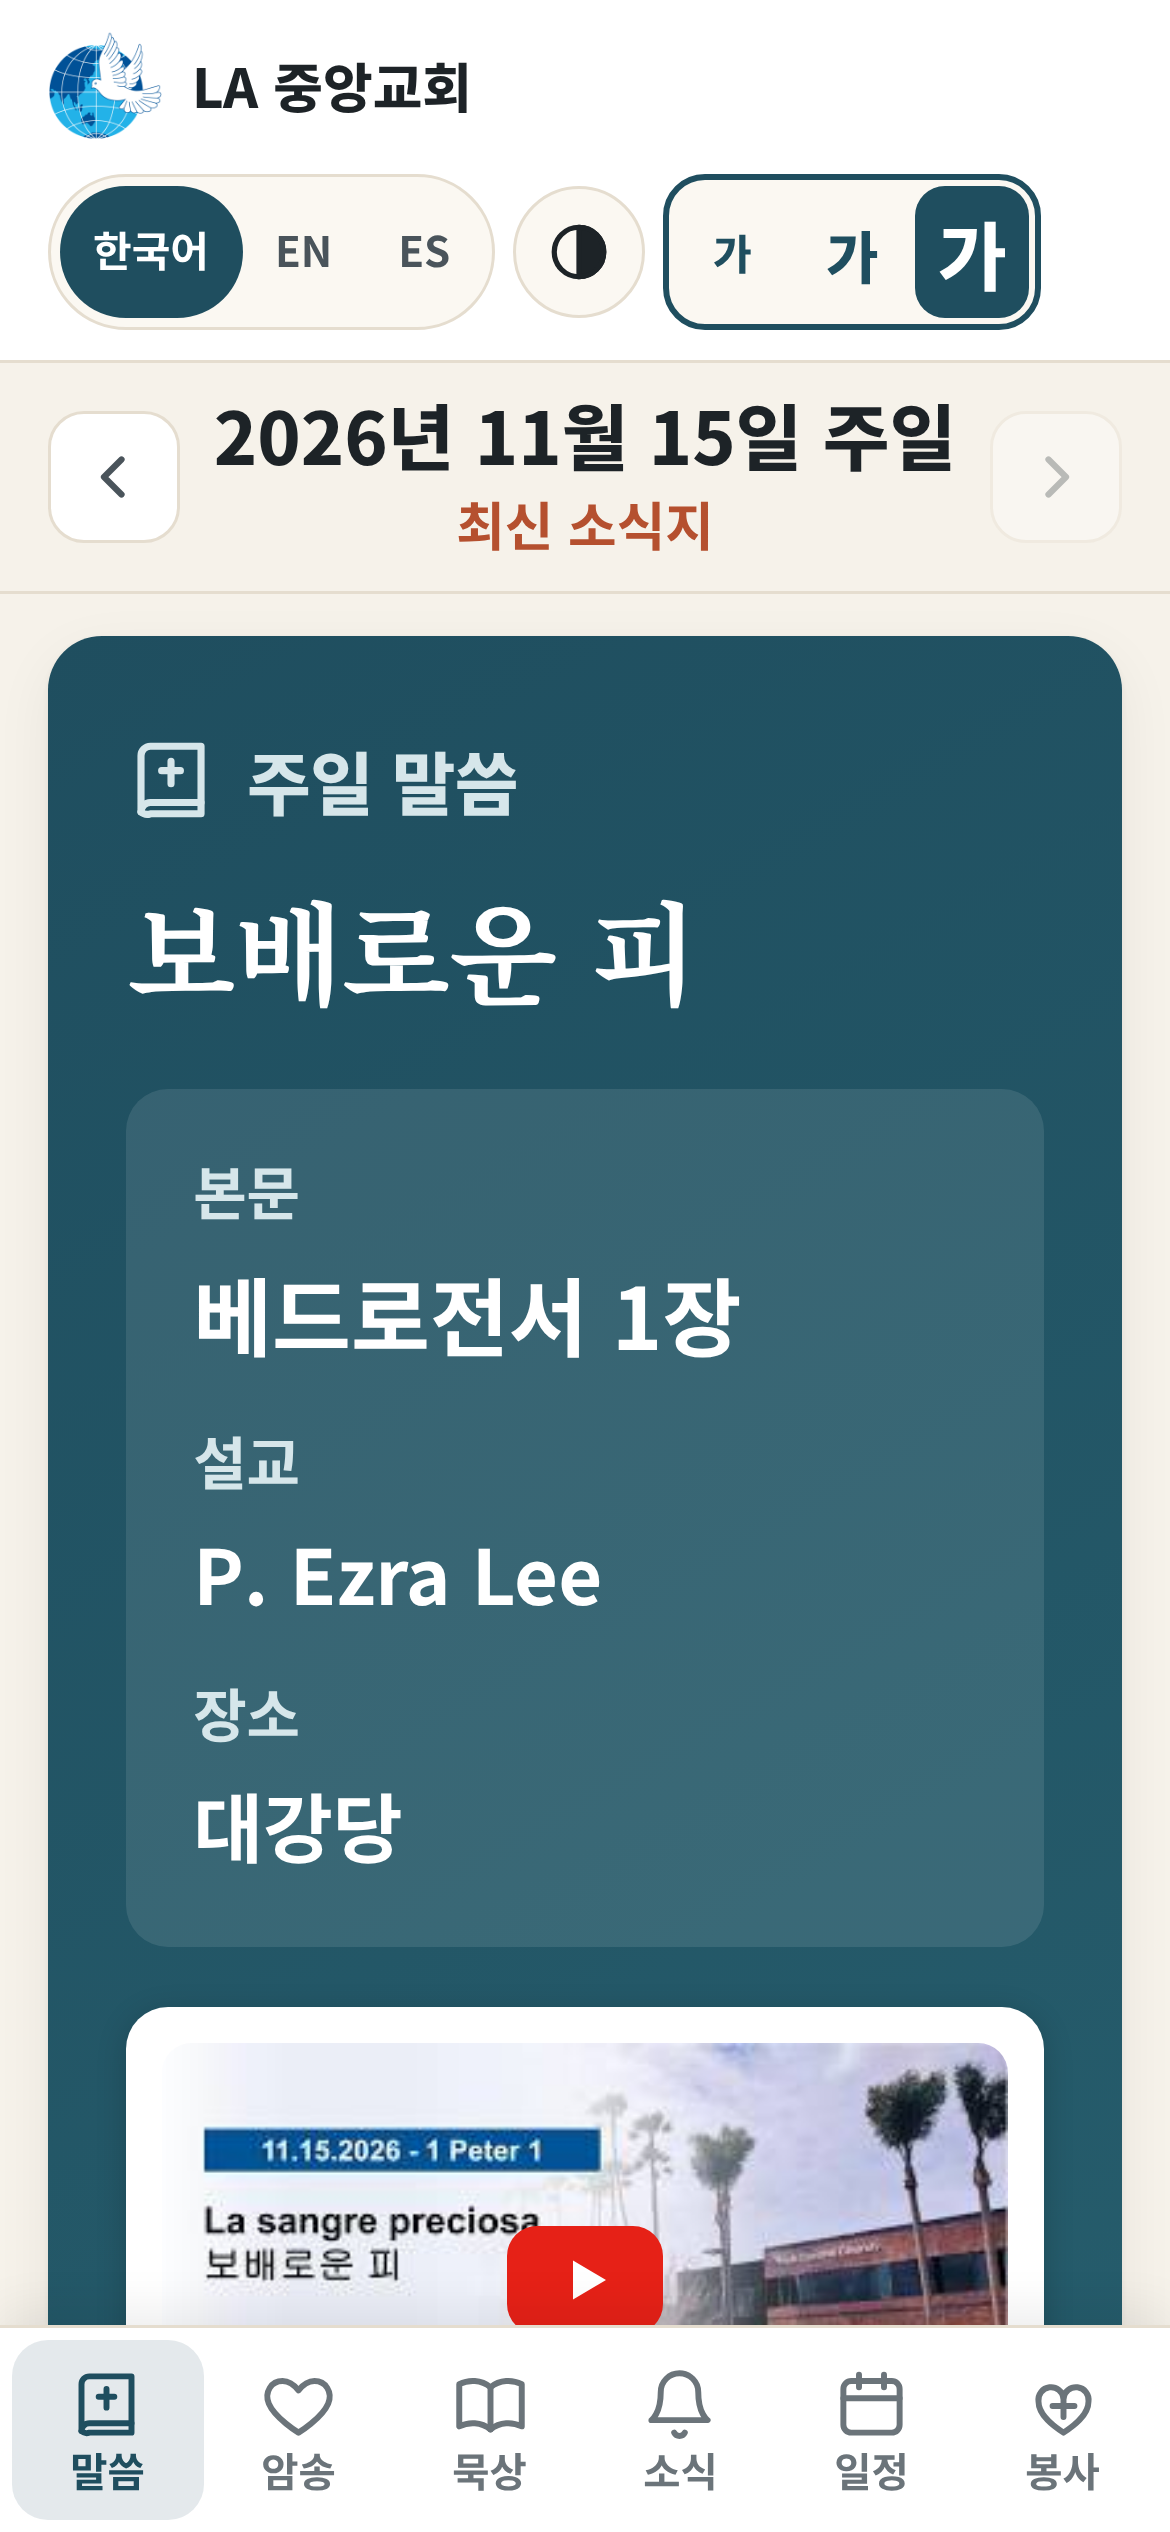 LA 중앙교회
한국어 EN ES 가 가 가
2026년 11월 15일 주일
최신 소식지
주일 말씀
보배로운 피
본문
베드로전서 1장
설교
P. Ezra Lee
장소
대강당
11.15.2026 - 1 Peter 1
La sangre preciosa
보배로운 피
말씀 암송 묵상 소식 일정 봉사